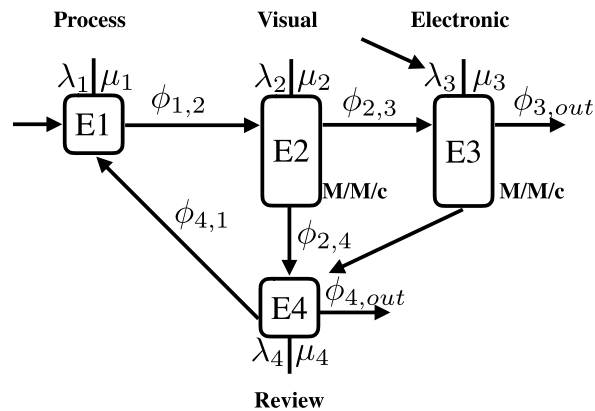 Process Visual Electronic
λ₁ μ₁ λ₂ μ₂ λ₃ μ₃
ϕ₁,₂ ϕ₂,₃ ϕ₃,out
E1 E2 E3
M/M/c M/M/c
ϕ₄,₁ ϕ₂,₄
ϕ₄,out
E4
λ₄ μ₄
Review